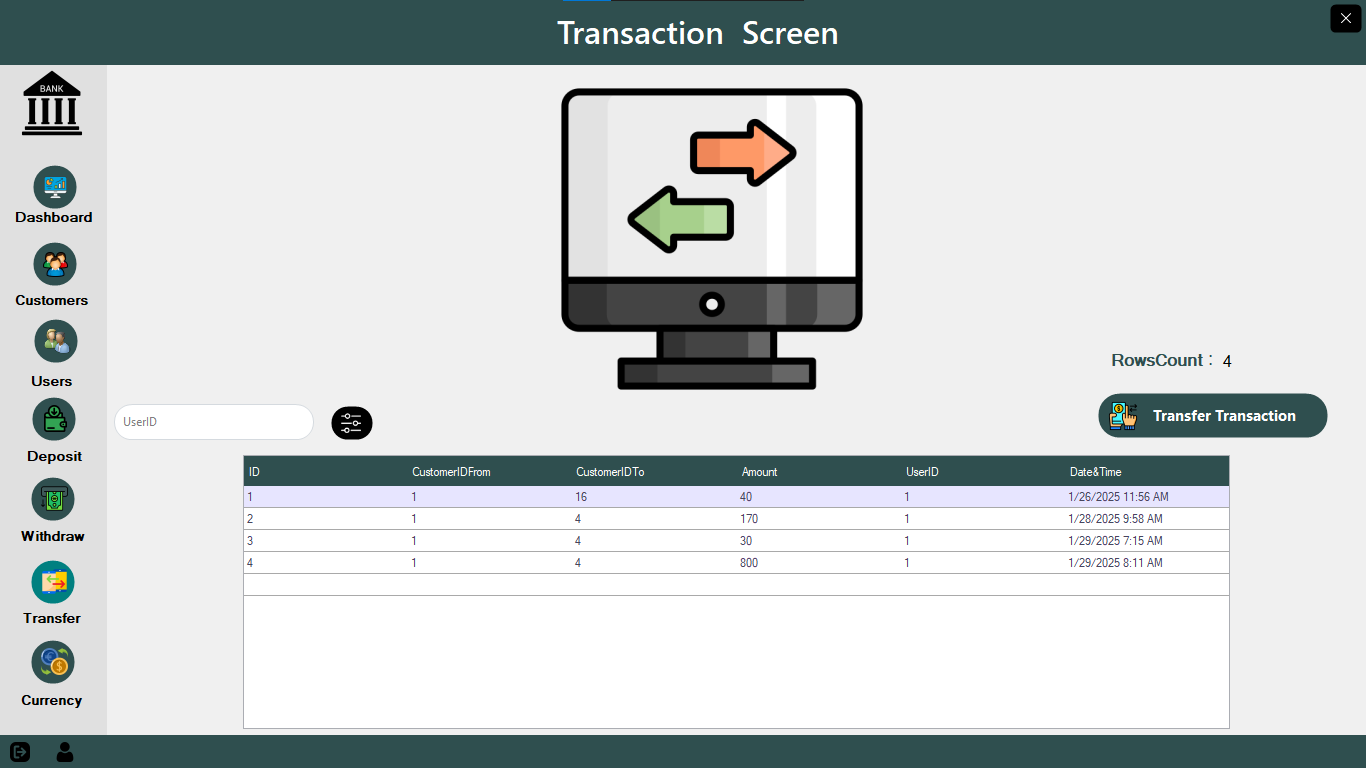 Transaction Screen
BANK
Dashboard
Customers
Users
Deposit
Withdraw
Transfer
Currency
RowsCount : 4
UserID
Transfer Transaction
ID CustomerIDFrom CustomerIDTo Amount UserID Date&Time
1 1 16 40 1 1/26/2025 11:56 AM
2 1 4 170 1 1/28/2025 9:58 AM
3 1 4 30 1 1/29/2025 7:15 AM
4 1 4 800 1 1/29/2025 8:11 AM